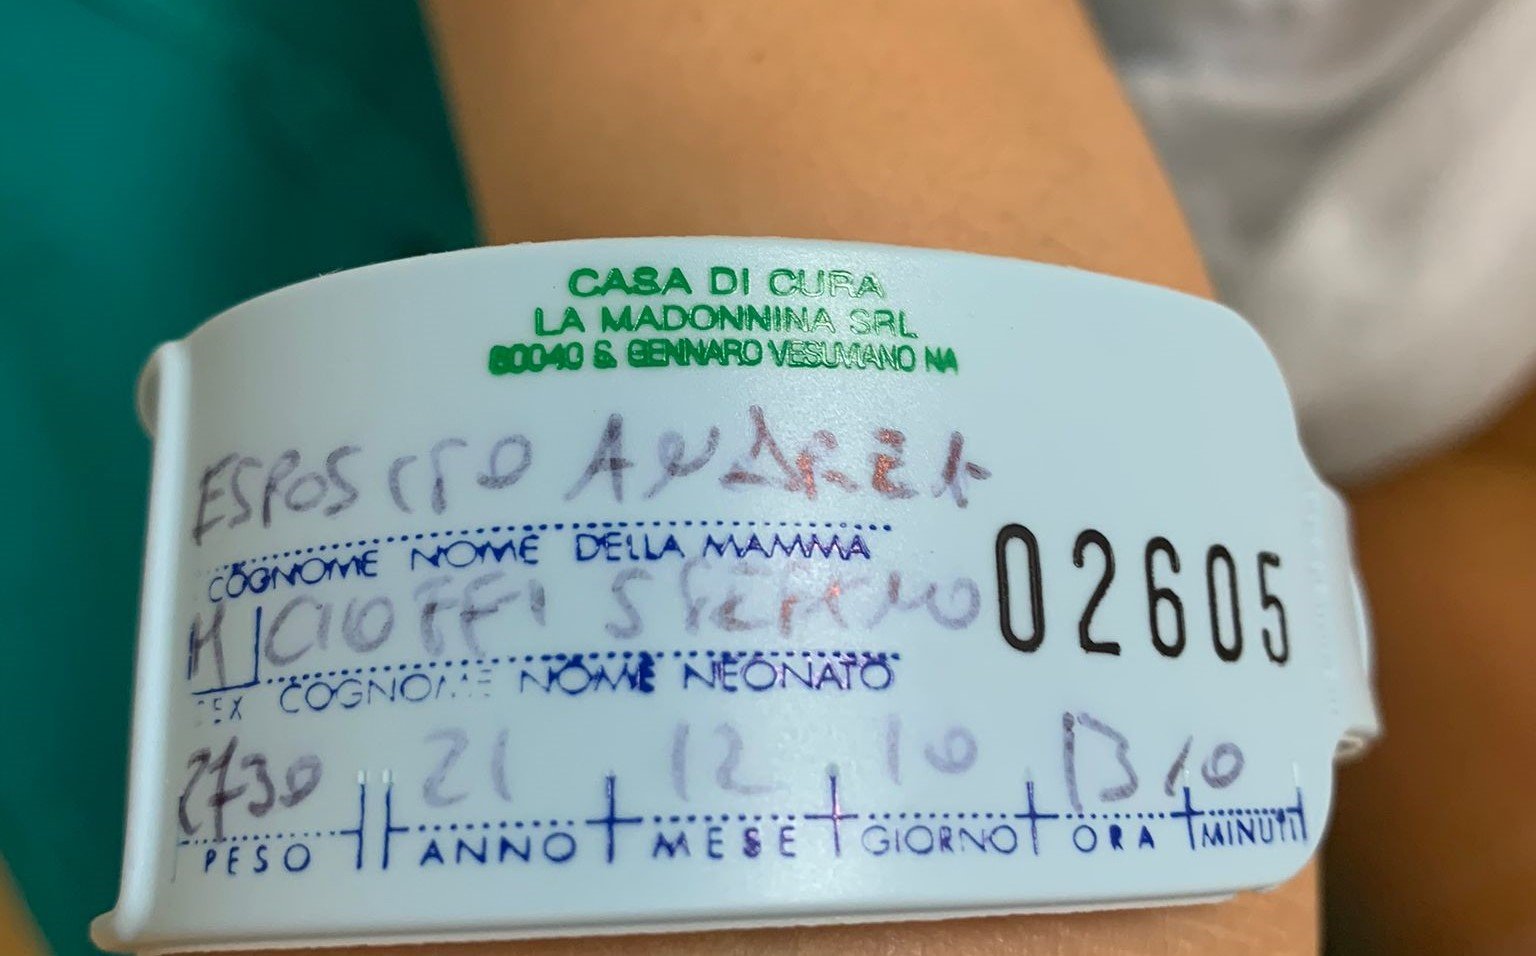 CASA DI CURA
LA MADONNINA SRL
80040 S. GENNARO VESUVIANO NA
ESPOSITO ANDREA
COGNOME NOME DELLA MAMMA
02605
M CIOFFI STEFANO
SEX COGNOME NOME NEONATO
2730 21 12 10 13 10
PESO ANNO MESE GIORNO ORA MINUTI